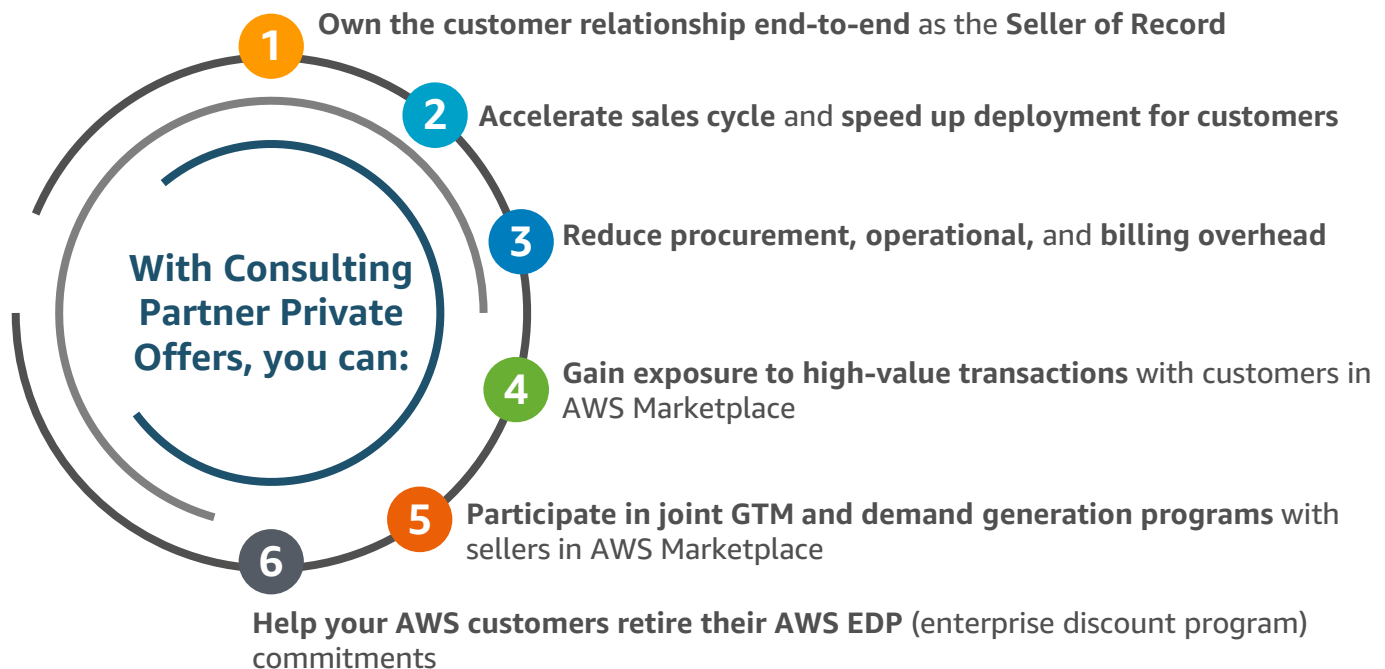 1
Own the customer relationship end-to-end as the Seller of Record
2
Accelerate sales cycle and speed up deployment for customers
3
Reduce procurement, operational, and billing overhead
With Consulting
Partner Private
Offers, you can:
4
Gain exposure to high-value transactions with customers in
AWS Marketplace
5
Participate in joint GTM and demand generation programs with
sellers in AWS Marketplace
6
Help your AWS customers retire their AWS EDP (enterprise discount program)
commitments